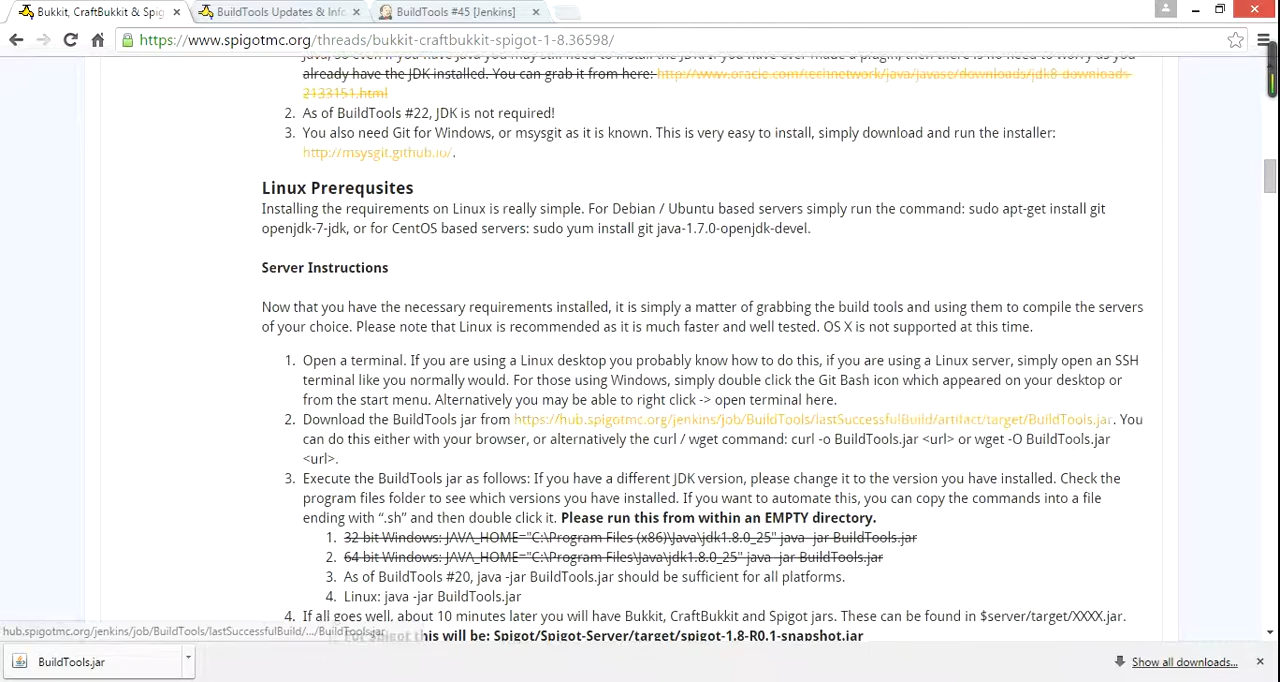 Bukkit, CraftBukkit & Spig
BuildTools Updates & Info
BuildTools #45 [Jenkins]
https://www.spigotmc.org/threads/bukkit-craftbukkit-spigot-1-8.36598/
Java, so even if you have Java you may still need to install the JDK. If you have ever made a plugin, then there is no need to worry as you
already have the JDK installed. You can grab it from here: http://www.oracle.com/technetwork/java/javase/downloads/jdk8-downloads-
2133151.html
2. As of BuildTools #22, JDK is not required!
3. You also need Git for Windows, or msysgit as it is known. This is very easy to install, simply download and run the installer:
http://msysgit.github.io/.
Linux Prerequsites
Installing the requirements on Linux is really simple. For Debian / Ubuntu based servers simply run the command: sudo apt-get install git
openjdk-7-jdk, or for CentOS based servers: sudo yum install git java-1.7.0-openjdk-devel.
Server Instructions
Now that you have the necessary requirements installed, it is simply a matter of grabbing the build tools and using them to compile the servers
of your choice. Please note that Linux is recommended as it is much faster and well tested. OS X is not supported at this time.
1. Open a terminal. If you are using a Linux desktop you probably know how to do this, if you are using a Linux server, simply open an SSH
terminal like you normally would. For those using Windows, simply double click the Git Bash icon which appeared on your desktop or
from the start menu. Alternatively you may be able to right click -> open terminal here.
2. Download the BuildTools jar from https://hub.spigotmc.org/jenkins/job/BuildTools/lastSuccessfulBuild/artifact/target/BuildTools.jar. You
can do this either with your browser, or alternatively the curl / wget command: curl -o BuildTools.jar <url> or wget -O BuildTools.jar
<url>.
3. Execute the BuildTools jar as follows: If you have a different JDK version, please change it to the version you have installed. Check the
program files folder to see which versions you have installed. If you want to automate this, you can copy the commands into a file
ending with “.sh” and then double click it. Please run this from within an EMPTY directory.
1. 32 bit Windows: JAVA_HOME="C:\Program Files (x86)\Java\jdk1.8.0_25" java -jar BuildTools.jar
2. 64 bit Windows: JAVA_HOME="C:\Program Files\Java\jdk1.8.0_25" java -jar BuildTools.jar
3. As of BuildTools #20, java -jar BuildTools.jar should be sufficient for all platforms.
4. Linux: java -jar BuildTools.jar
4. If all goes well, about 10 minutes later you will have Bukkit, CraftBukkit and Spigot jars. These can be found in $server/target/XXXX.jar.
hub.spigotmc.org/jenkins/job/BuildTools/lastSuccessfulBuild/.../BuildTools.jar
For spigot this will be: Spigot/Spigot-Server/target/spigot-1.8-R0.1-snapshot.jar
BuildTools.jar
Show all downloads...